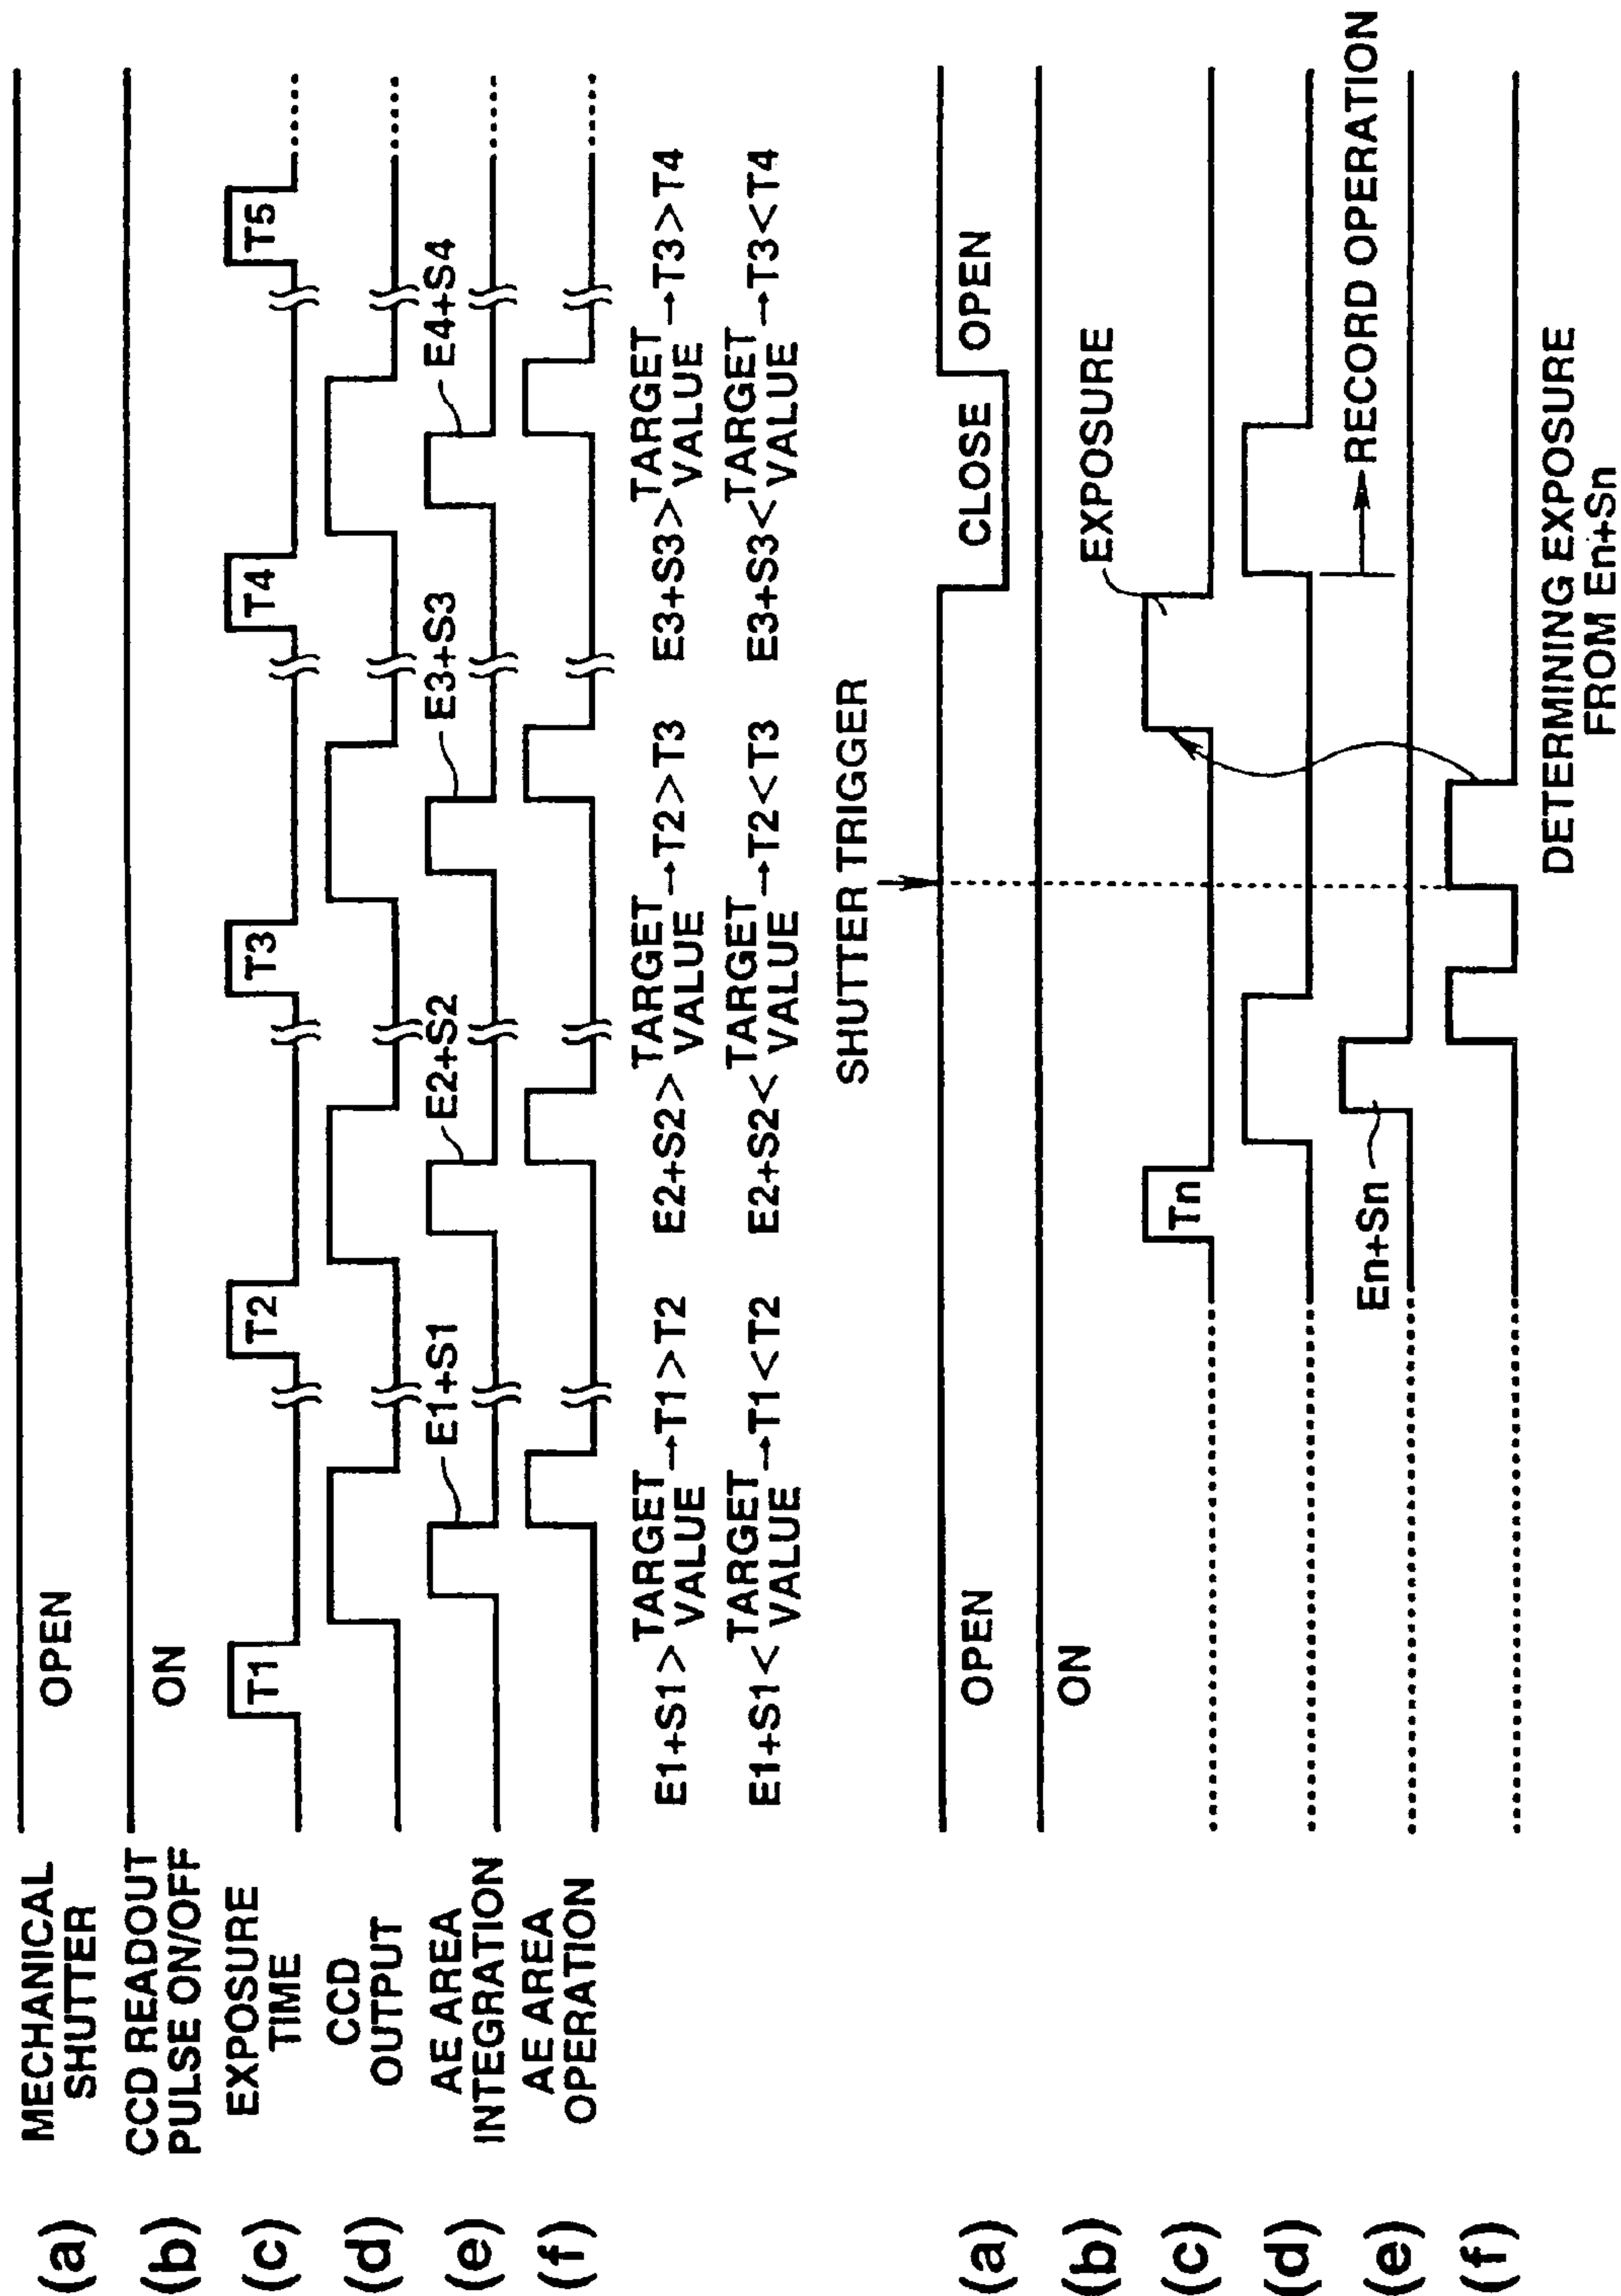 (a) MECHANICAL
SHUTTER
OPEN
(b) CCD READOUT
PULSE ON/OFF
ON
(c) EXPOSURE
TIME
T1 T2 T3 T4 T5
(d) CCD
OUTPUT
(e) AE AREA
INTEGRATION
E1+S1 E2+S2 E3+S3 E4+S4
(f) AE AREA
OPERATION
E1+S1>TARGET VALUE→T1>T2 E2+S2>TARGET VALUE→T2>T3 E3+S3>TARGET VALUE→T3>T4
E1+S1<TARGET VALUE→T1<T2 E2+S2<TARGET VALUE→T2<T3 E3+S3<TARGET VALUE→T3<T4
SHUTTER TRIGGER
(a) OPEN CLOSE OPEN
(b) ON
EXPOSURE
(c) Tn
(d)
RECORD OPERATION
(e) En+Sn
(f)
DETERMINING EXPOSURE
FROM En+Sn